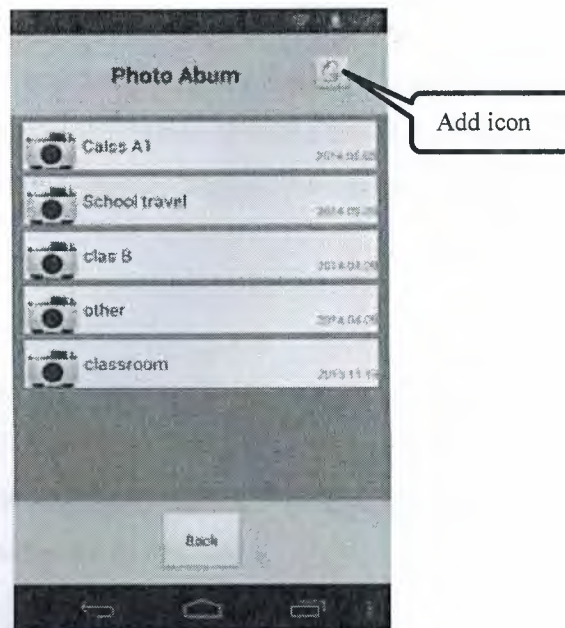 Photo Abum
Add icon
Calss A1
School travel
clas B
other
classroom
Back